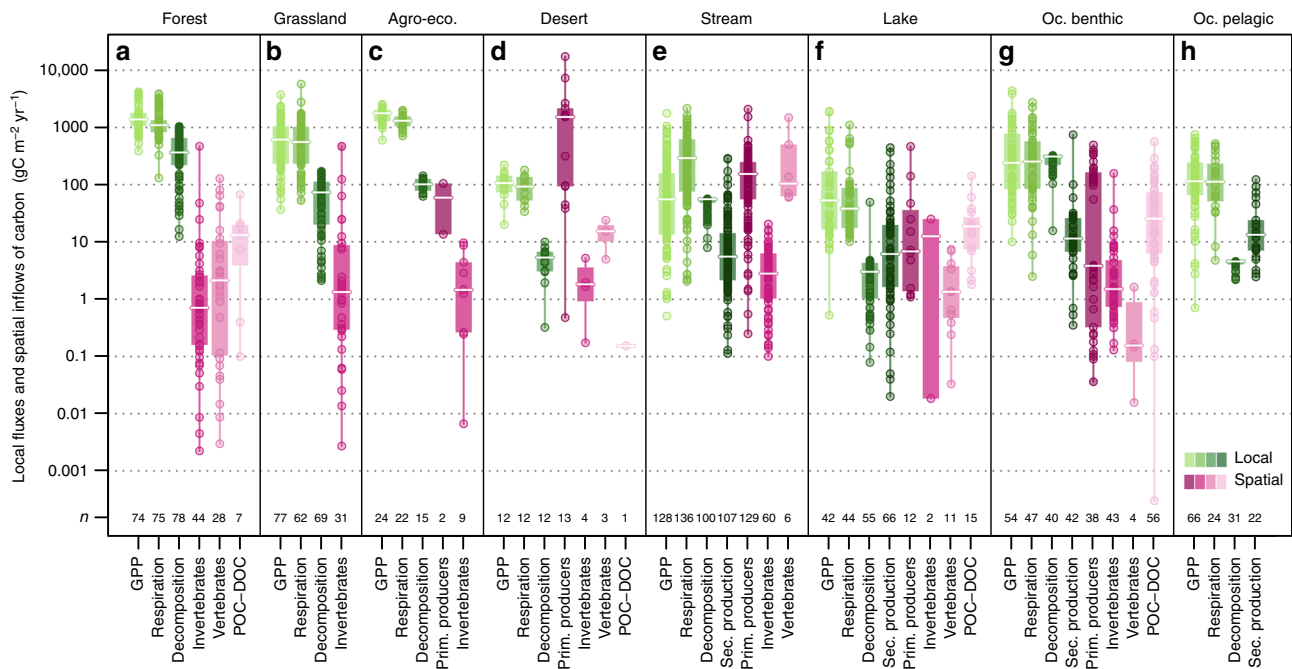 Forest Grassland Agro-eco. Desert Stream Lake Oc. benthic Oc. pelagic
a b c d e f g h
Local fluxes and spatial inflows of carbon (gC m⁻² yr⁻¹)
10,000
1000
100
10
1
0.1
0.01
0.001
Local
Spatial
n
74 75 78 44 28 7 77 62 69 31 24 22 15 2 9 12 12 12 13 4 3 1 128 136 100 107 129 60 6 42 44 55 66 12 2 11 15 54 47 40 42 38 43 4 56 66 24 31 22
GPP
Respiration
Decomposition
Invertebrates
Vertebrates
POC–DOC
GPP
Respiration
Decomposition
Invertebrates
GPP
Respiration
Decomposition
Prim. producers
Invertebrates
GPP
Respiration
Decomposition
Prim. producers
Invertebrates
Vertebrates
POC–DOC
GPP
Respiration
Decomposition
Sec. production
Prim. producers
Invertebrates
Vertebrates
GPP
Respiration
Decomposition
Sec. production
Prim. producers
Invertebrates
Vertebrates
POC–DOC
GPP
Respiration
Decomposition
Sec. production
Prim. producers
Invertebrates
Vertebrates
POC–DOC
GPP
Respiration
Decomposition
Sec. production